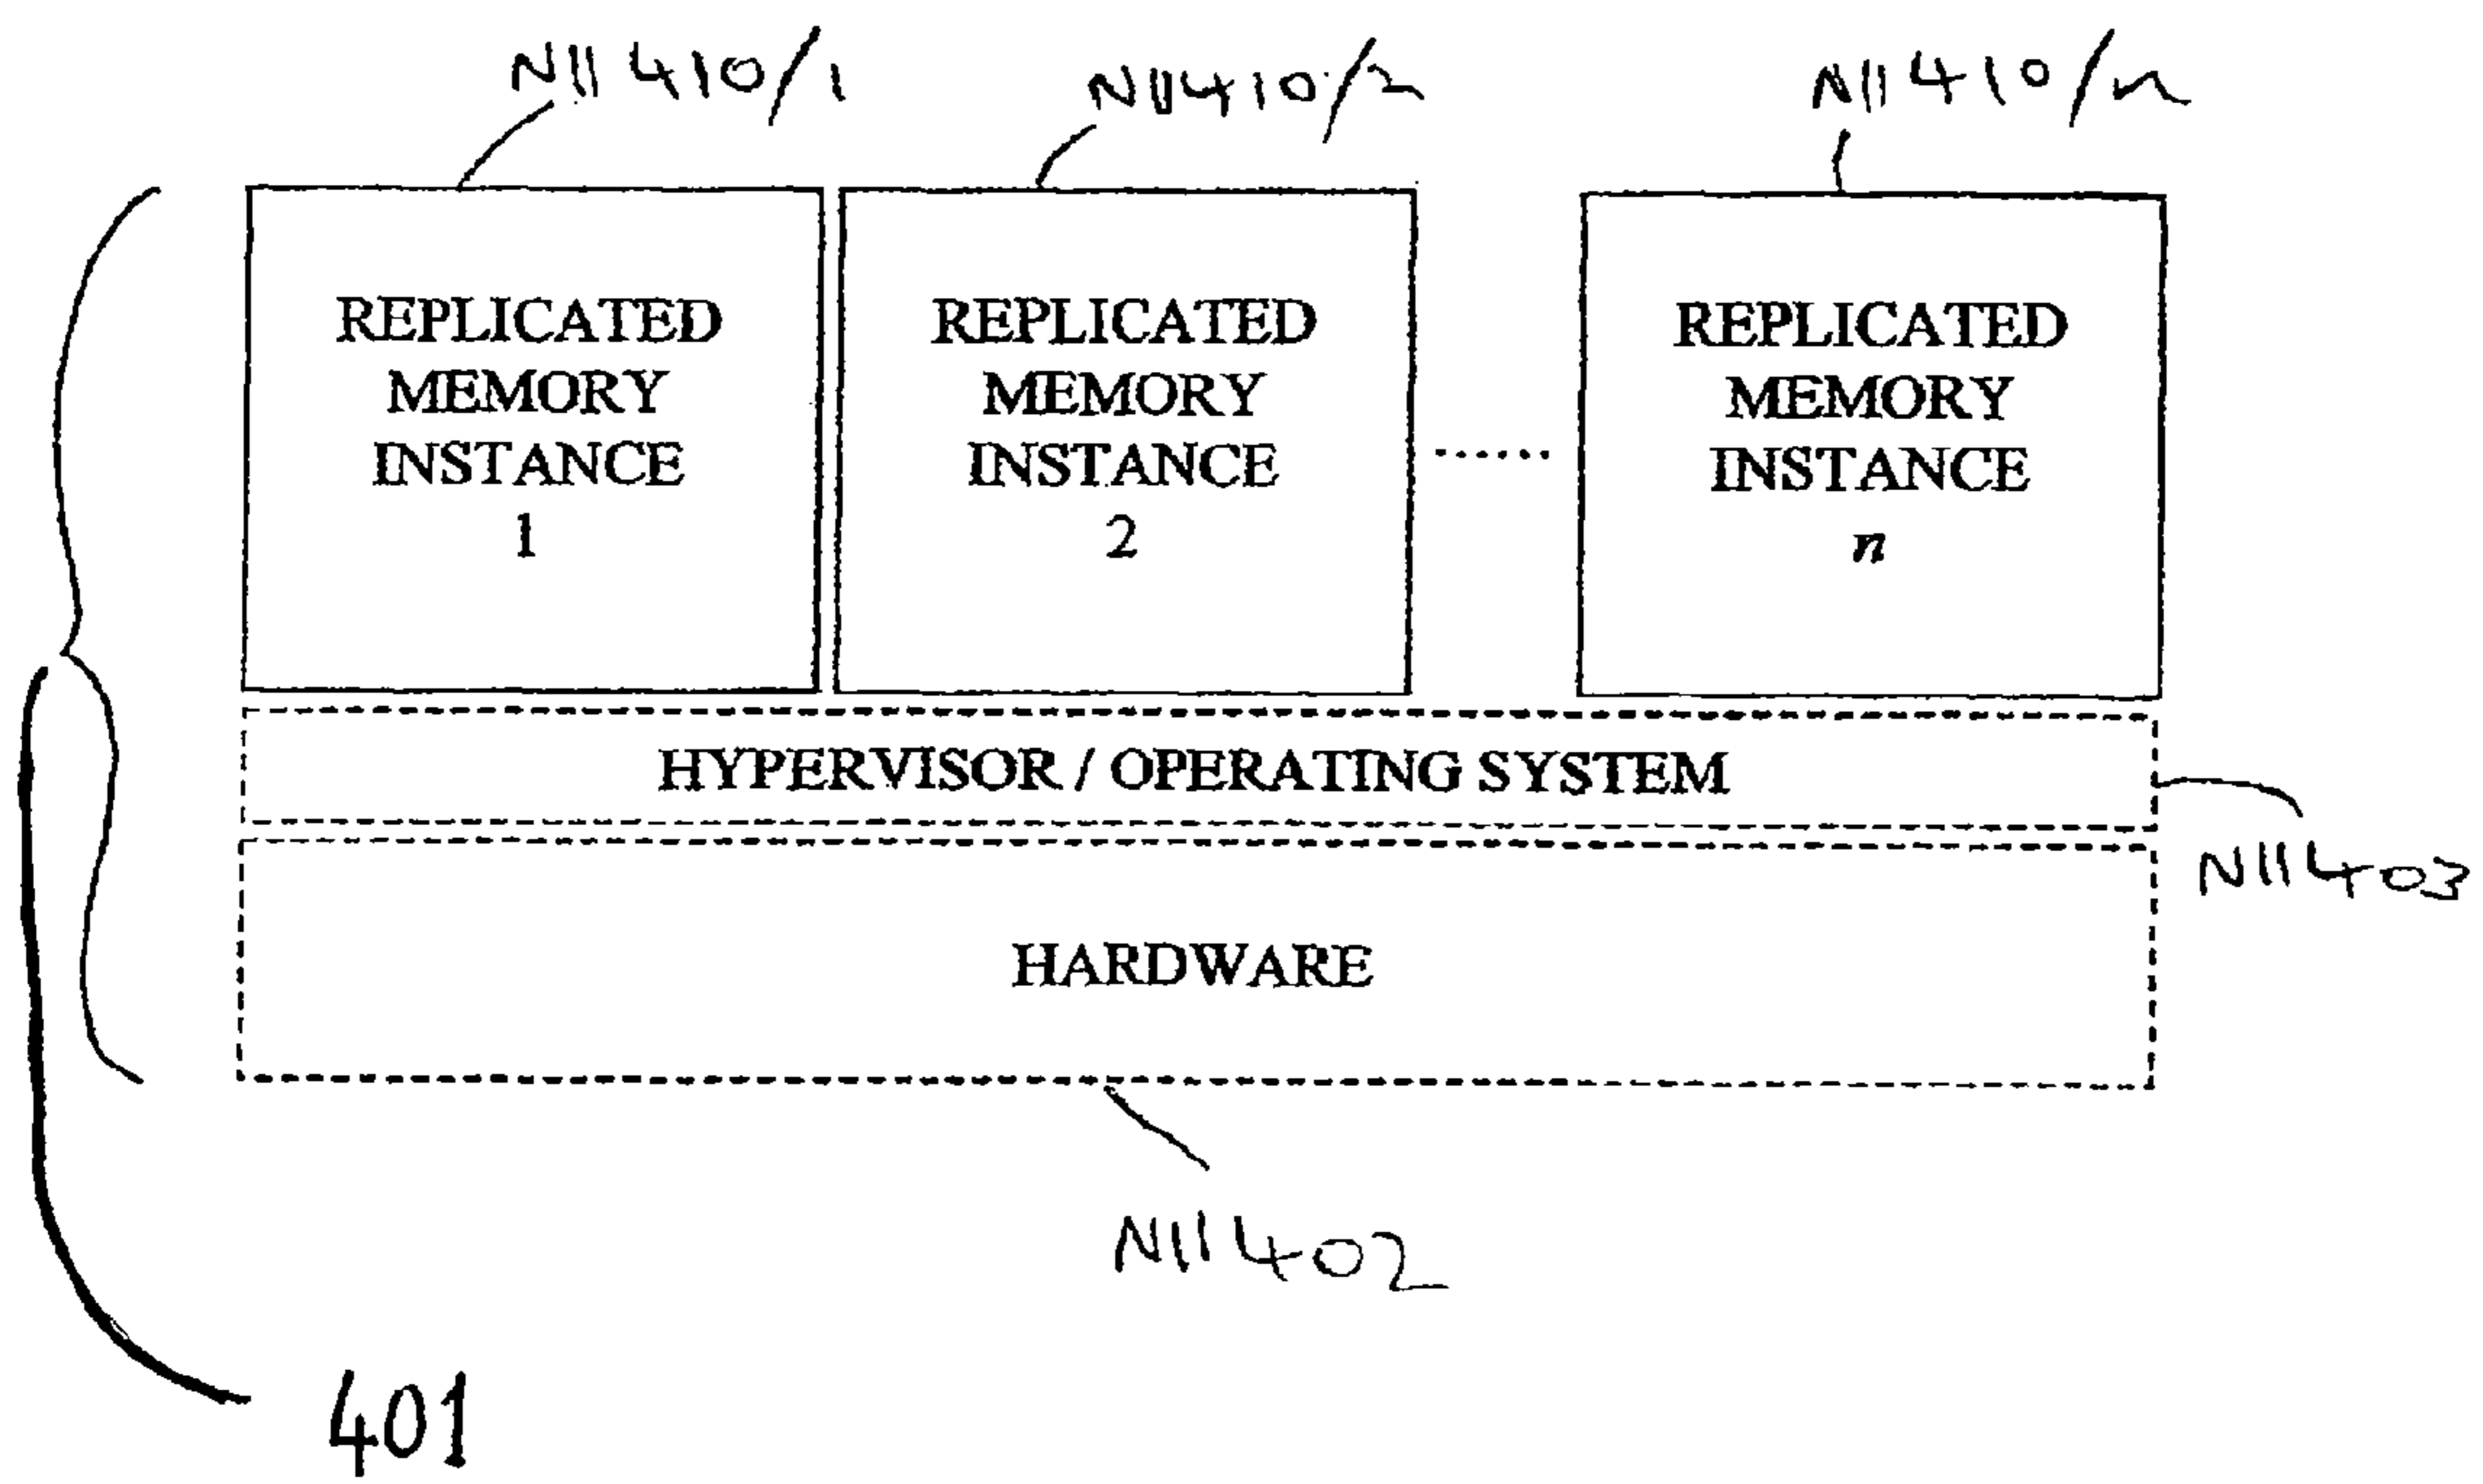 N11410/1
N11410/2
N11410/n
REPLICATED
MEMORY
INSTANCE
1
REPLICATED
MEMORY
INSTANCE
2
......
REPLICATED
MEMORY
INSTANCE
n
HYPERVISOR / OPERATING SYSTEM
N11403
HARDWARE
N11402
401